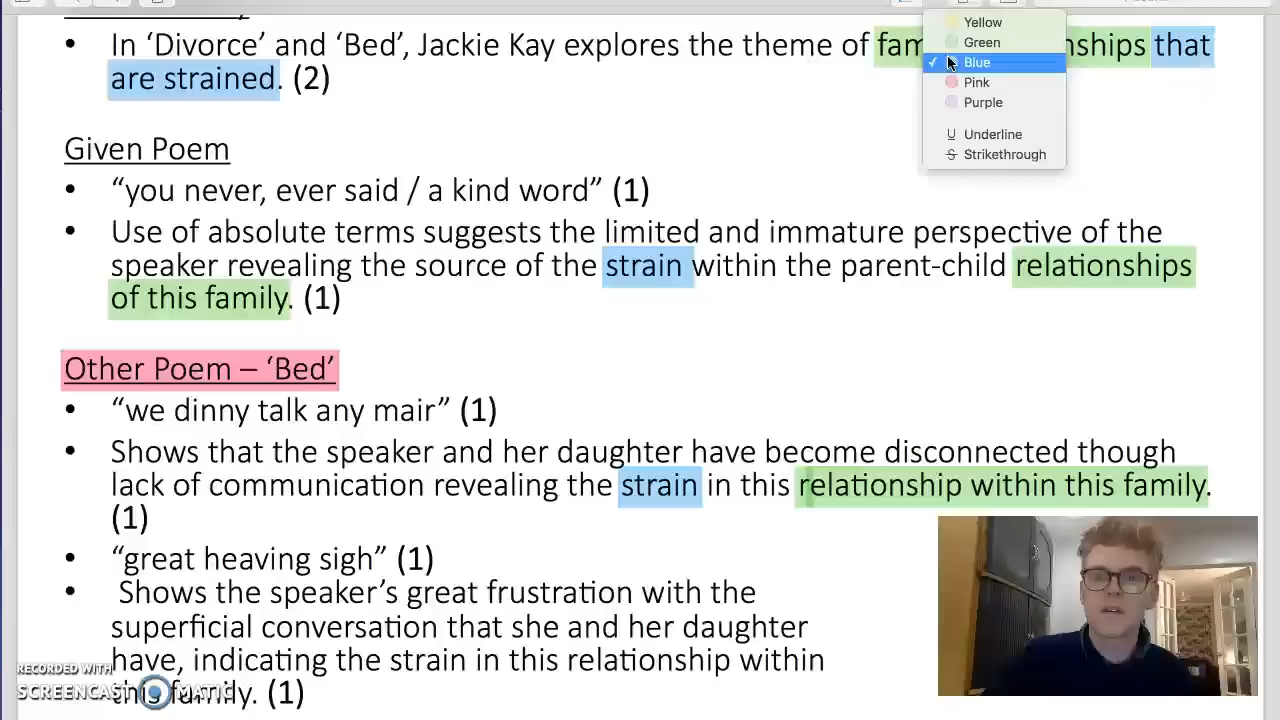 Yellow
Green
Blue
Pink
Purple
Underline
Strikethrough
• In ‘Divorce’ and ‘Bed’, Jackie Kay explores the theme of that
are strained. (2)
Given Poem
• “you never, ever said / a kind word” (1)
• Use of absolute terms suggests the limited and immature perspective of the
speaker revealing the source of the strain within the parent-child relationships
of this family. (1)
Other Poem – ‘Bed’
• “we dinny talk any mair” (1)
• Shows that the speaker and her daughter have become disconnected though
lack of communication revealing the strain in this relationship within this family.
(1)
• “great heaving sigh” (1)
• Shows the speaker’s great frustration with the
superficial conversation that she and her daughter
have, indicating the strain in this relationship within
this family. (1)
RECORDED WITH
SCREENCAST MATIC